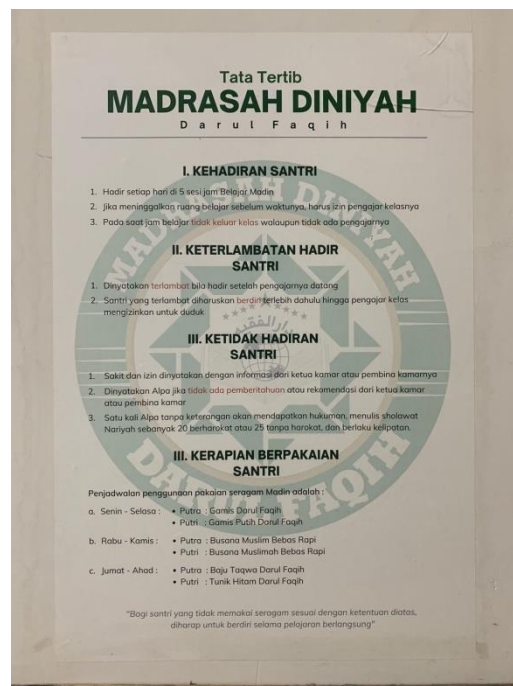 Tata Tertib
MADRASAH DINIYAH
Darul Faqih
I. KEHADIRAN SANTRI
1. Hadir setiap hari di 5 sesi jam Belajar Madin
2. Jika meninggalkan ruang belajar sebelum waktunya, harus izin pengajar kelasnya
3. Pada saat jam belajar tidak keluar kelas walaupun tidak ada pengajarnya
II. KETERLAMBATAN HADIR
SANTRI
1. Dinyatakan terlambat bila hadir setelah pengajarnya datang
2. Santri yang terlambat diharuskan berdiri terlebih dahulu hingga pengajar kelas
mengizinkan untuk duduk
III. KETIDAK HADIRAN
SANTRI
1. Sakit dan izin dinyatakan dengan informasi dari ketua kamar atau pembina kamarnya
2. Dinyatakan Alpa jika tidak ada pemberitahuan atau rekomendasi dari ketua kamar
atau pembina kamar
3. Satu kali Alpa tanpa keterangan akan mendapatkan hukuman, menulis sholawat
Nariyah sebanyak 20 berharokat atau 25 tanpa harokat, dan berlaku kelipatan.
III. KERAPIAN BERPAKAIAN
SANTRI
Penjadwalan penggunaan pakaian seragam Madin adalah :
a. Senin - Selasa : • Putra : Gamis Darul Faqih
• Putri : Gamis Putih Darul Faqih
b. Rabu - Kamis : • Putra : Busana Muslim Bebas Rapi
• Putri : Busana Muslimah Bebas Rapi
c. Jumat - Ahad : • Putra : Baju Taqwa Darul Faqih
• Putri : Tunik Hitam Darul Faqih
"Bagi santri yang tidak memakai seragam sesuai dengan ketentuan diatas,
diharap untuk berdiri selama pelajaran berlangsung"
MADRASAH DINIYAH
DARUL FAQIH
دار الفقيه